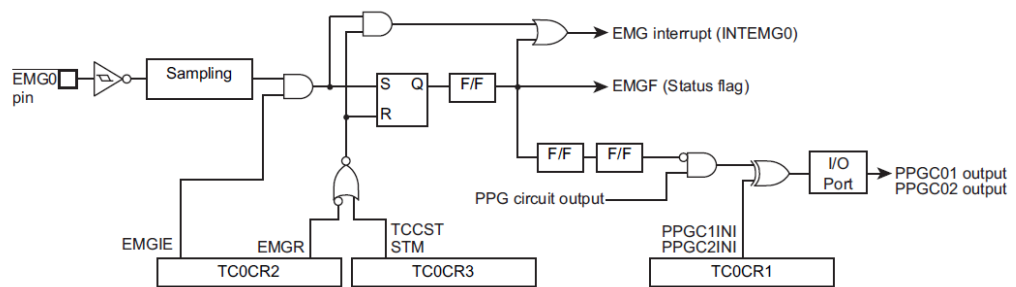 EMG interrupt (INTEMG0)
EMG0
pin
Sampling
S Q
R
F/F
EMGF (Status flag)
F/F
F/F
I/O
Port
PPGC01 output
PPGC02 output
PPG circuit output
EMGIE
EMGR
TCCST
STM
PPGC1INI
PPGC2INI
TC0CR2
TC0CR3
TC0CR1